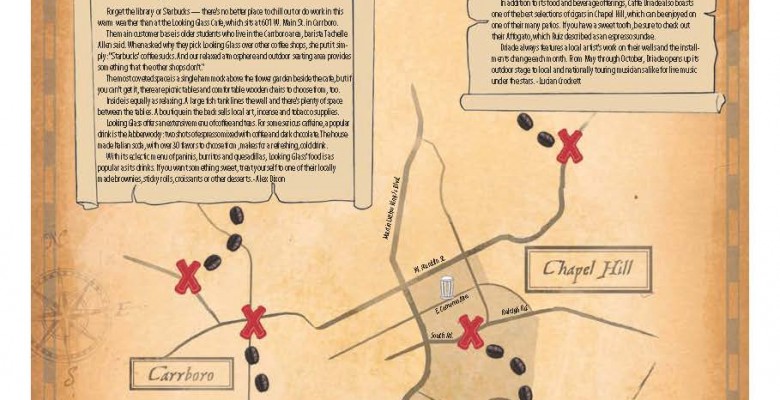 Forget the library or Starbucks — there's no better place to chill out or do work in this
warm weather than at the Looking Glass Cafe, which sits at 601 W. Main St. in Carrboro.
Their main customer base is older students who live in the Carrboro area, barista Tachelle
Allen said. When asked why they pick Looking Glass over other coffee shops, she put it sim-
ply: "Starbucks' coffee sucks. And our relaxed atmosphere and outdoor seating area provides
something that the other shops don't."
The most coveted space is a single hammock above the flower garden beside the cafe, but if
you can't get it, there are picnic tables and comfortable wooden chairs to choose from, too.
Inside is equally as relaxing. A large fish tank lines the wall and there's plenty of space
between the tables. A boutique in the back sells local art, incense and tobacco supplies.
Looking Glass offers an extensive menu of coffee and teas. For some serious caffeine, a popular
drink is the Jabberwocky: two shots of espresso mixed with coffee and dark chocolate. The house
made Italian soda, with over 30 flavors to choose from, makes for a refreshing, cold drink.
With its eclectic menu of paninis, burritos and quesadillas, Looking Glass' food is as
popular as its drinks. If you want something sweet, treat yourself to one of their locally
made brownies, sticky rolls, croissants or other desserts. -Alex Dixon
In addition to its food and beverage offerings, Caffe Driade also boasts
one of the best selections of cigars in Chapel Hill, which can be enjoyed on
one of their many patios. If you have a sweet tooth, be sure to check out
their Affogato, which Ruiz described as an espresso sundae.
Driade always features a local artist's work on their walls and the install-
ments change each month. From May through October, Driade opens up its
outdoor stage to local and nationally touring musicians alike for live music
under the stars. - Lucian Crockett
Martin Luther King Jr. Blvd.
N
E
S
Chapel Hill
E. Cameron Ave.
Raleigh Rd.
South Rd.
Carrboro